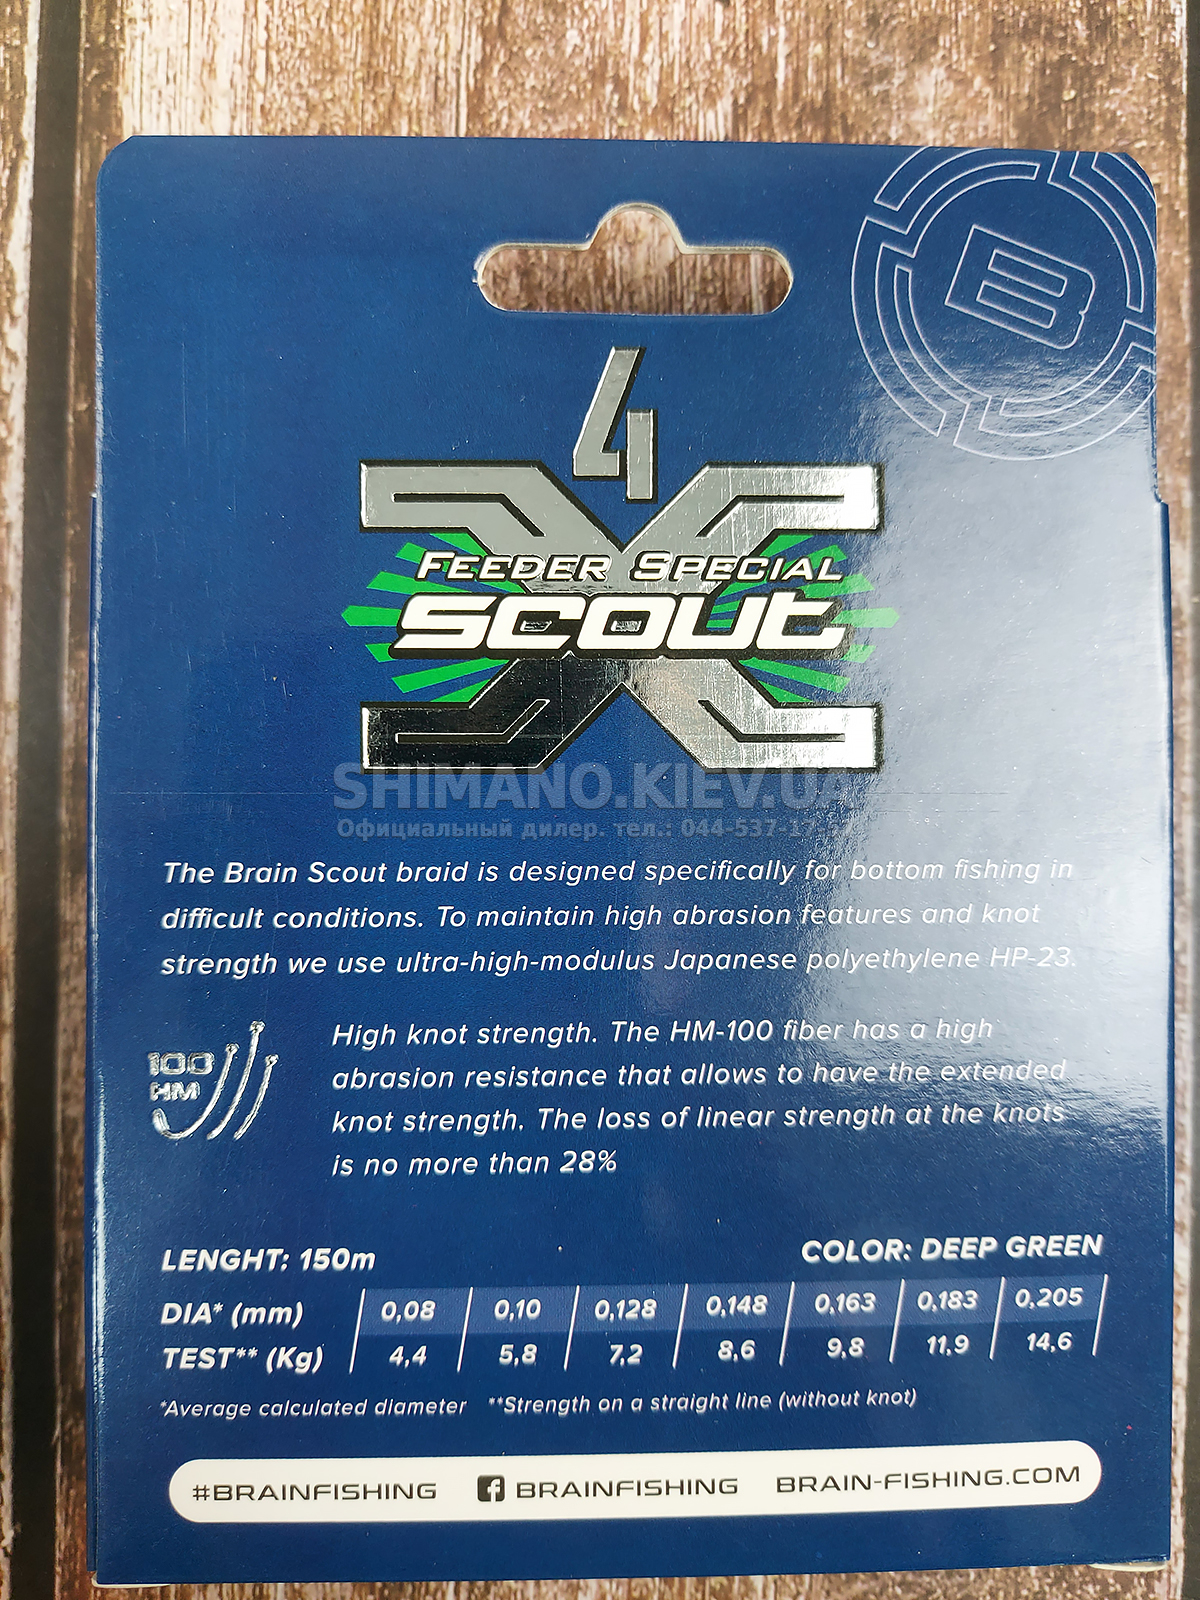 B
4
X
FEEDER SPECIAL
scout
SHIMANO.KIEV.UA
Официальный дилер. тел.: 044-537-17-
The Brain Scout braid is designed specifically for bottom fishing in
difficult conditions. To maintain high abrasion features and knot
strength we use ultra-high-modulus Japanese polyethylene HP-23.
100
HM
High knot strength. The HM-100 fiber has a high
abrasion resistance that allows to have the extended
knot strength. The loss of linear strength at the knots
is no more than 28%
LENGHT: 150m COLOR: DEEP GREEN
DIA* (mm) 0,08 0,10 0,128 0,148 0,163 0,183 0,205
TEST** (Kg) 4,4 5,8 7,2 8,6 9,8 11,9 14,6
*Average calculated diameter **Strength on a straight line (without knot)
#BRAINFISHING f BRAINFISHING BRAIN-FISHING.COM